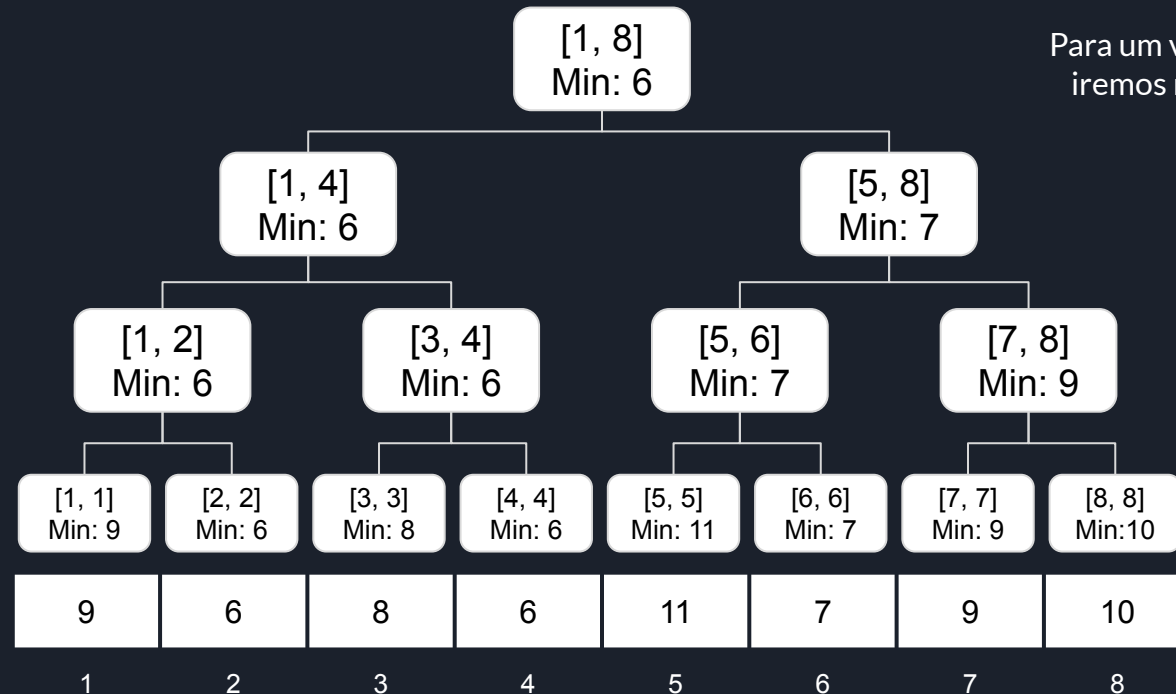 [1, 8]
Min: 6
Para um
iremos
[1, 4]
Min: 6
[5, 8]
Min: 7
[1, 2]
Min: 6
[3, 4]
Min: 6
[5, 6]
Min: 7
[7, 8]
Min: 9
[1, 1]
Min: 9
[2, 2]
Min: 6
[3, 3]
Min: 8
[4, 4]
Min: 6
[5, 5]
Min: 11
[6, 6]
Min: 7
[7, 7]
Min: 9
[8, 8]
Min:10
9 6 8 6 11 7 9 10
1 2 3 4 5 6 7 8